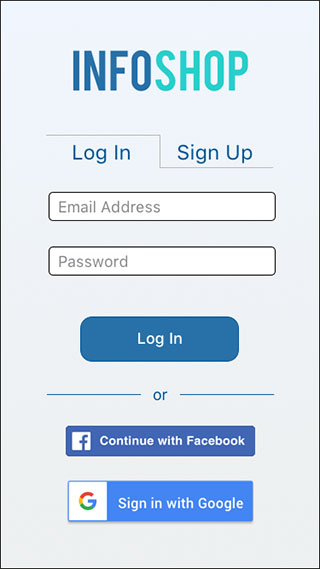 INFOSHOP
Log In Sign Up
Email Address
Password
Log In
or
Continue with Facebook
Sign in with Google